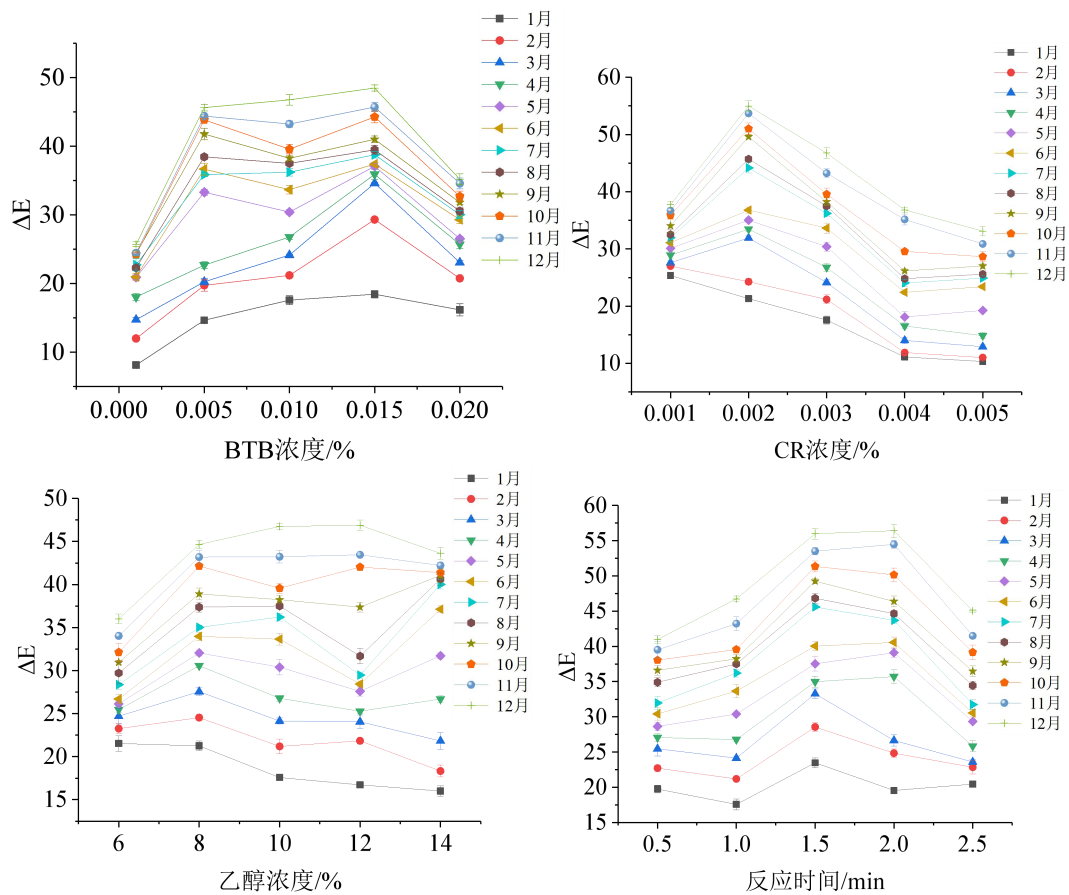 ΔE
50
40
30
20
10
0.000 0.005 0.010 0.015 0.020
BTB浓度/%
1月
2月
3月
4月
5月
6月
7月
8月
9月
10月
11月
12月
ΔE
60
50
40
30
20
10
0.001 0.002 0.003 0.004 0.005
CR浓度/%
1月
2月
3月
4月
5月
6月
7月
8月
9月
10月
11月
12月
ΔE
50
45
40
35
30
25
20
15
6 8 10 12 14
乙醇浓度/%
1月
2月
3月
4月
5月
6月
7月
8月
9月
10月
11月
12月
ΔE
60
55
50
45
40
35
30
25
20
15
0.5 1.0 1.5 2.0 2.5
反应时间/min
1月
2月
3月
4月
5月
6月
7月
8月
9月
10月
11月
12月